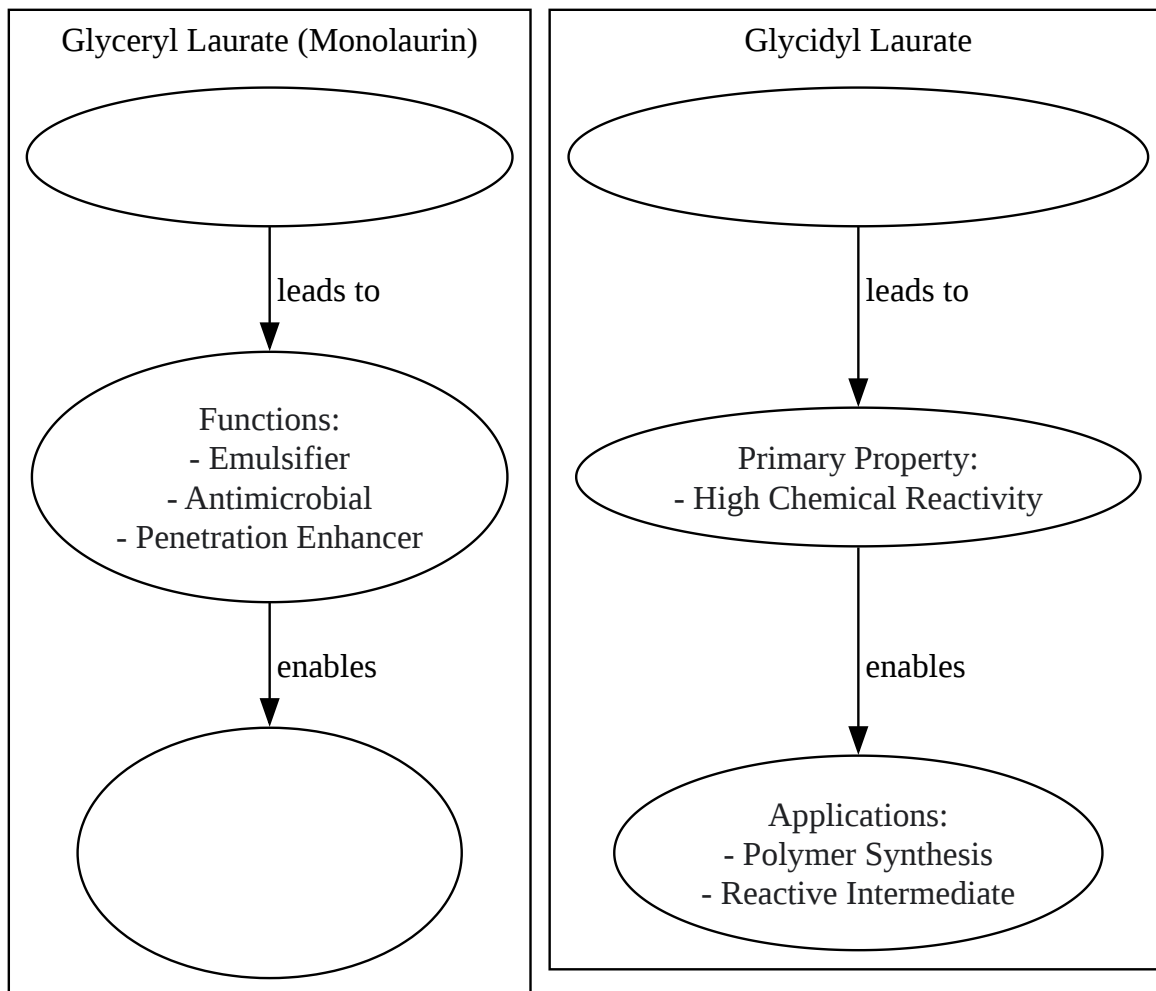 Glyceryl Laurate (Monolaurin)
leads to
Functions:
- Emulsifier
- Antimicrobial
- Penetration Enhancer
enables
Glycidyl Laurate
leads to
Primary Property:
- High Chemical Reactivity
enables
Applications:
- Polymer Synthesis
- Reactive Intermediate